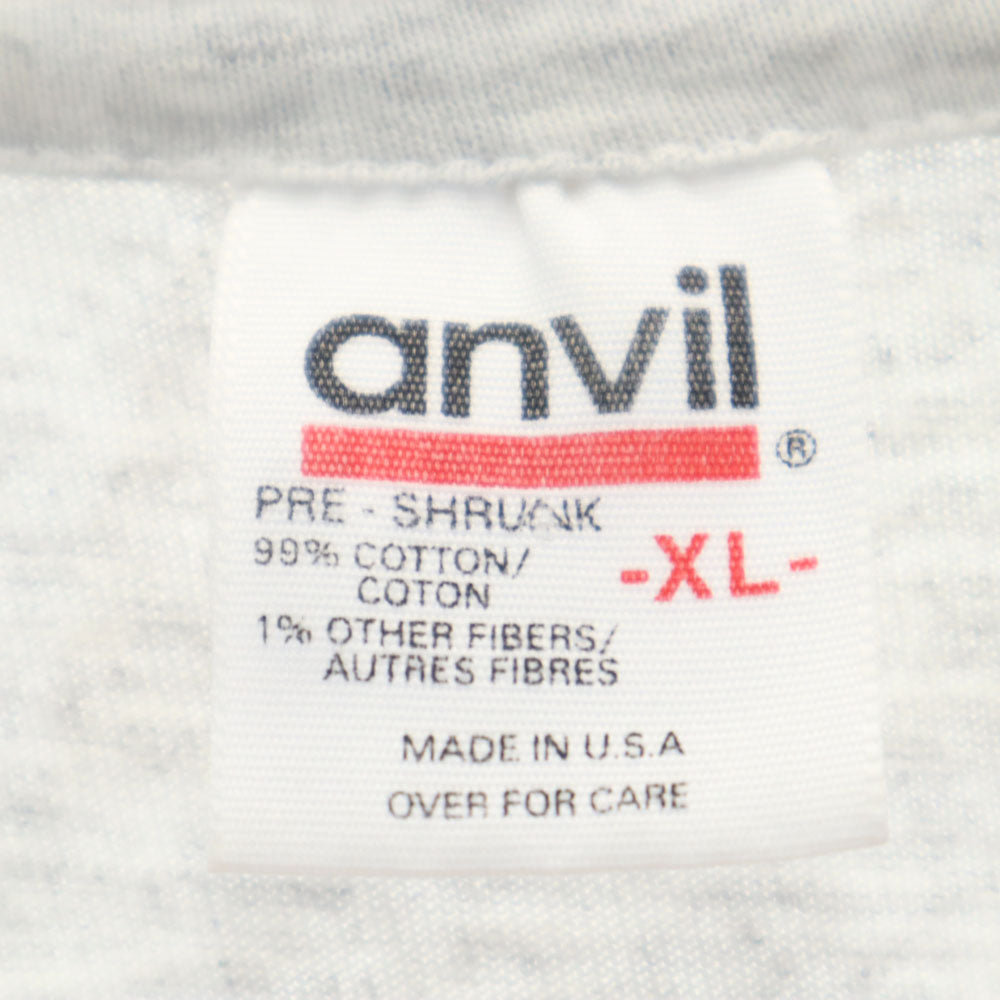 anvil
®
PRE - SHRUNK
99% COTTON/
COTON
-XL-
1% OTHER FIBERS/
AUTRES FIBRES
MADE IN U.S.A
OVER FOR CARE